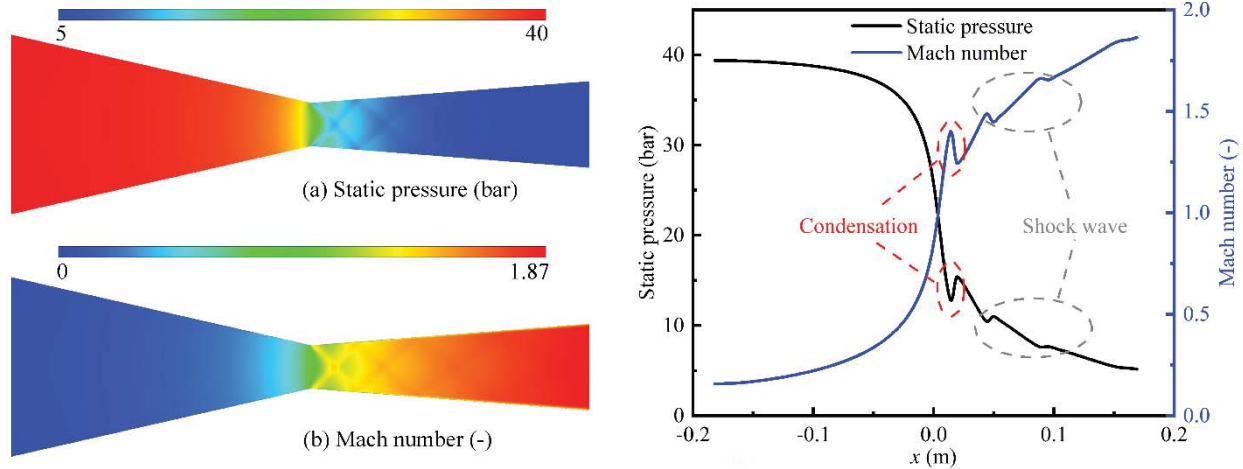 5
40
(a) Static pressure (bar)
0
1.87
(b) Mach number (-)
Static pressure
Mach number
Condensation
Shock wave
Static pressure (bar)
40
30
20
10
0
Mach number (-)
2.0
1.5
1.0
0.5
0.0
-0.2
-0.1
0.0
0.1
0.2
x (m)